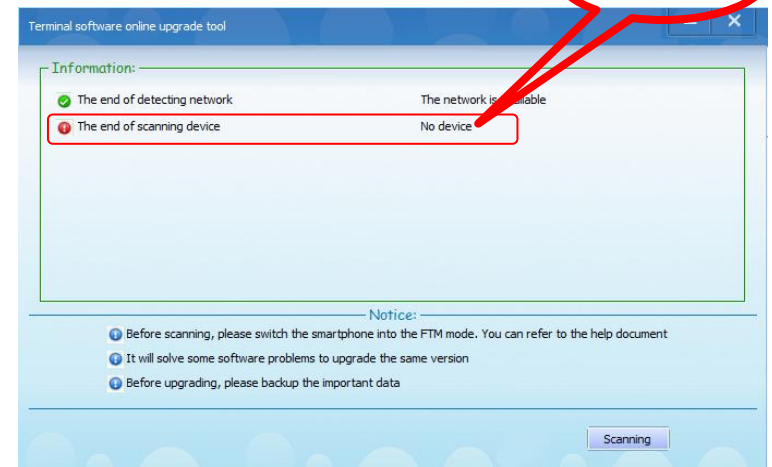 Terminal software online upgrade tool
Information:
The end of detecting network The network is available
The end of scanning device No device
Notice:
Before scanning, please switch the smartphone into the FTM mode. You can refer to the help document
It will solve some software problems to upgrade the same version
Before upgrading, please backup the important data
Scanning